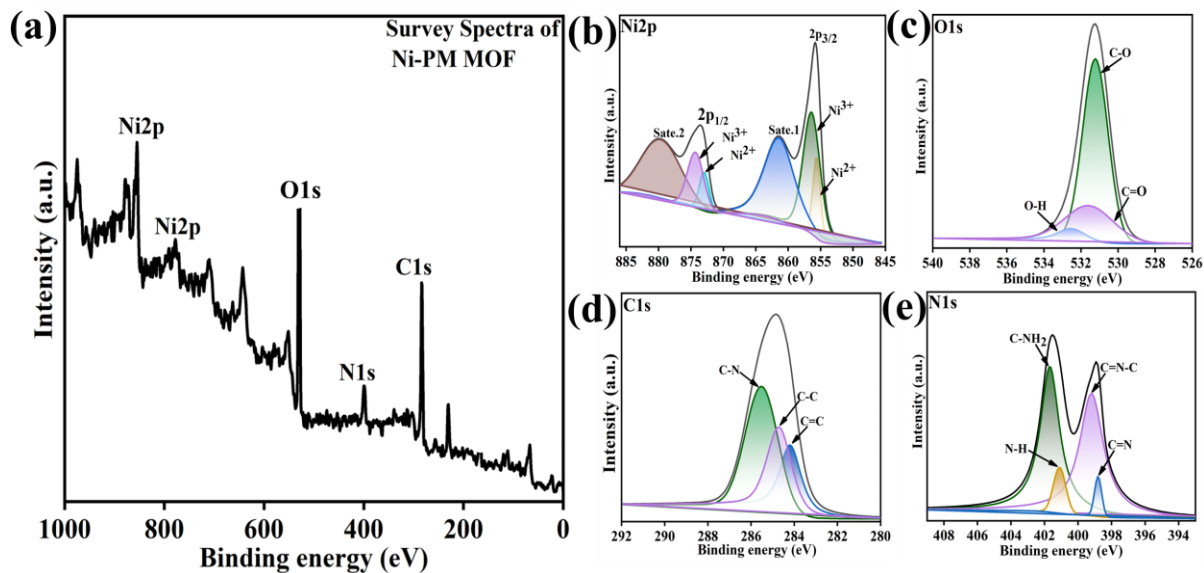 (a)
Survey Spectra of
Ni-PM MOF
Ni2p
Ni2p
O1s
N1s
C1s
Intensity (a.u.)
1000 800 600 400 200 0
Binding energy (eV)
(b)
Ni2p
2p3/2
2p1/2
Sate.2
Ni3+
Ni2+
Sate.1
Ni3+
Ni2+
Intensity (a.u.)
885 880 875 870 865 860 855 850 845
Binding energy (eV)
(c)
O1s
C-O
C=O
O-H
Intensity (a.u.)
540 538 536 534 532 530 528 526
Binding energy (eV)
(d)
C1s
C-N
C-C
C=C
Intensity (a.u.)
292 290 288 286 284 282 280
Binding energy (eV)
(e)
N1s
C-NH2
C=N-C
N-H
C=N
Intensity (a.u.)
408 406 404 402 400 398 396 394
Binding energy (eV)